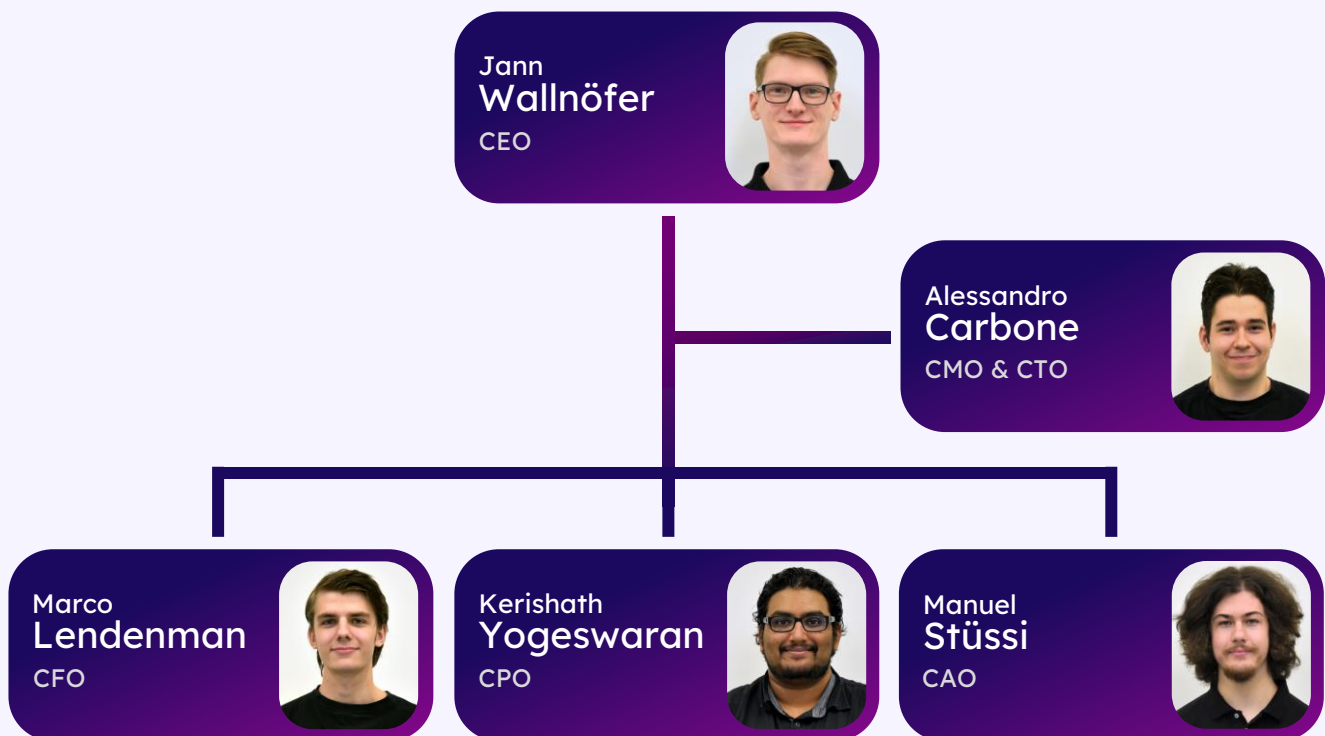 Jann
Wallnöfer
CEO
Alessandro
Carbone
CMO & CTO
Marco
Lendenman
CFO
Kerishath
Yogeswaran
CPO
Manuel
Stüssi
CAO